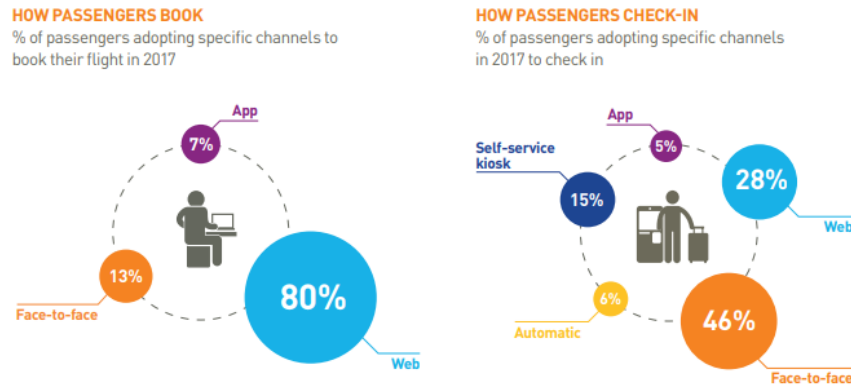 HOW PASSENGERS BOOK
% of passengers adopting specific channels to
book their flight in 2017
App
7%
13%
Face-to-face
80%
Web
HOW PASSENGERS CHECK-IN
% of passengers adopting specific channels
in 2017 to check in
App
5%
Self-service
kiosk
15%
28%
Web
6%
Automatic
46%
Face-to-face